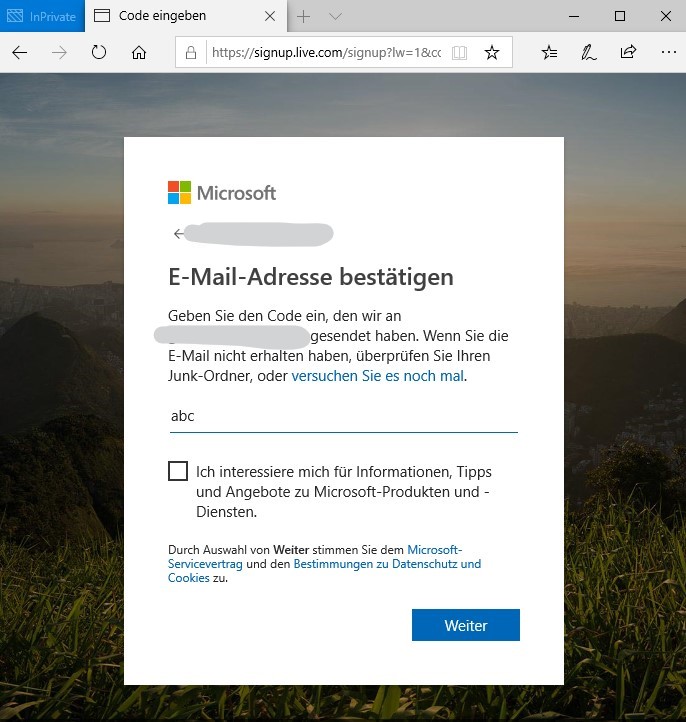 InPrivate
Code eingeben
https://signup.live.com/signup?lw=1&cc
Microsoft
E-Mail-Adresse bestätigen
Geben Sie den Code ein, den wir an
gesendet haben. Wenn Sie die
E-Mail nicht erhalten haben, überprüfen Sie Ihren
Junk-Ordner, oder versuchen Sie es noch mal.
abc
Ich interessiere mich für Informationen, Tipps
und Angebote zu Microsoft-Produkten und -
Diensten.
Durch Auswahl von Weiter stimmen Sie dem Microsoft-
Servicevertrag und den Bestimmungen zu Datenschutz und
Cookies zu.
Weiter